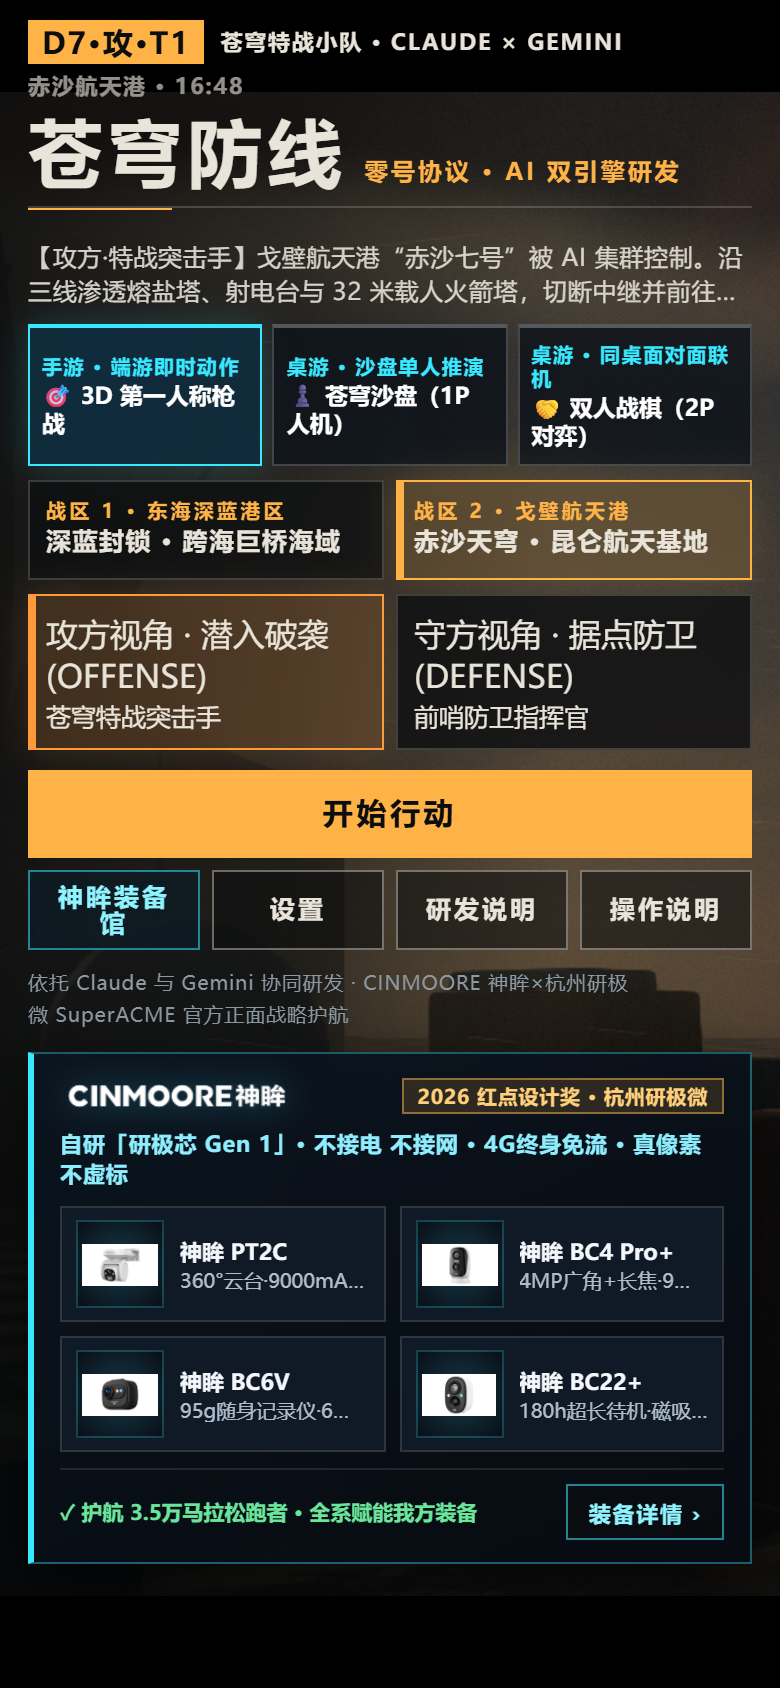 D7•攻•T1
苍穹特战小队 • CLAUDE × GEMINI
赤沙航天港 • 16:48
苍穹防线
零号协议 • AI 双引擎研发
【攻方·特战突击手】戈壁航天港“赤沙七号”被 AI 集群控制。沿
三线渗透熔盐塔、射电台与 32 米载人火箭塔，切断中继并前往...
手游 • 端游即时动作
🎯 3D 第一人称枪
战
桌游 • 沙盘单人推演
♟️ 苍穹沙盘（1P
人机）
桌游 • 同桌面对面联
机
🤝 双人战棋（2P
对弈）
战区 1 • 东海深蓝港区
深蓝封锁 • 跨海巨桥海域
战区 2 • 戈壁航天港
赤沙天穹 • 昆仑航天基地
攻方视角 · 潜入破袭
(OFFENSE)
苍穹特战突击手
守方视角 · 据点防卫
(DEFENSE)
前哨防卫指挥官
开始行动
神眸装备
馆
设置
研发说明
操作说明
依托 Claude 与 Gemini 协同研发 · CINMOORE 神眸×杭州研极
微 SuperACME 官方正面战略护航
CINMOORE神眸
2026 红点设计奖 • 杭州研极微
自研「研极芯 Gen 1」• 不接电 不接网 • 4G终身免流 • 真像素
不虚标
神眸 PT2C
360°云台·9000mA...
神眸 BC4 Pro+
4MP广角+长焦·9...
神眸 BC6V
95g随身记录仪·6...
神眸 BC22+
180h超长待机·磁吸...
✓ 护航 3.5万马拉松跑者 • 全系赋能我方装备
装备详情 ›